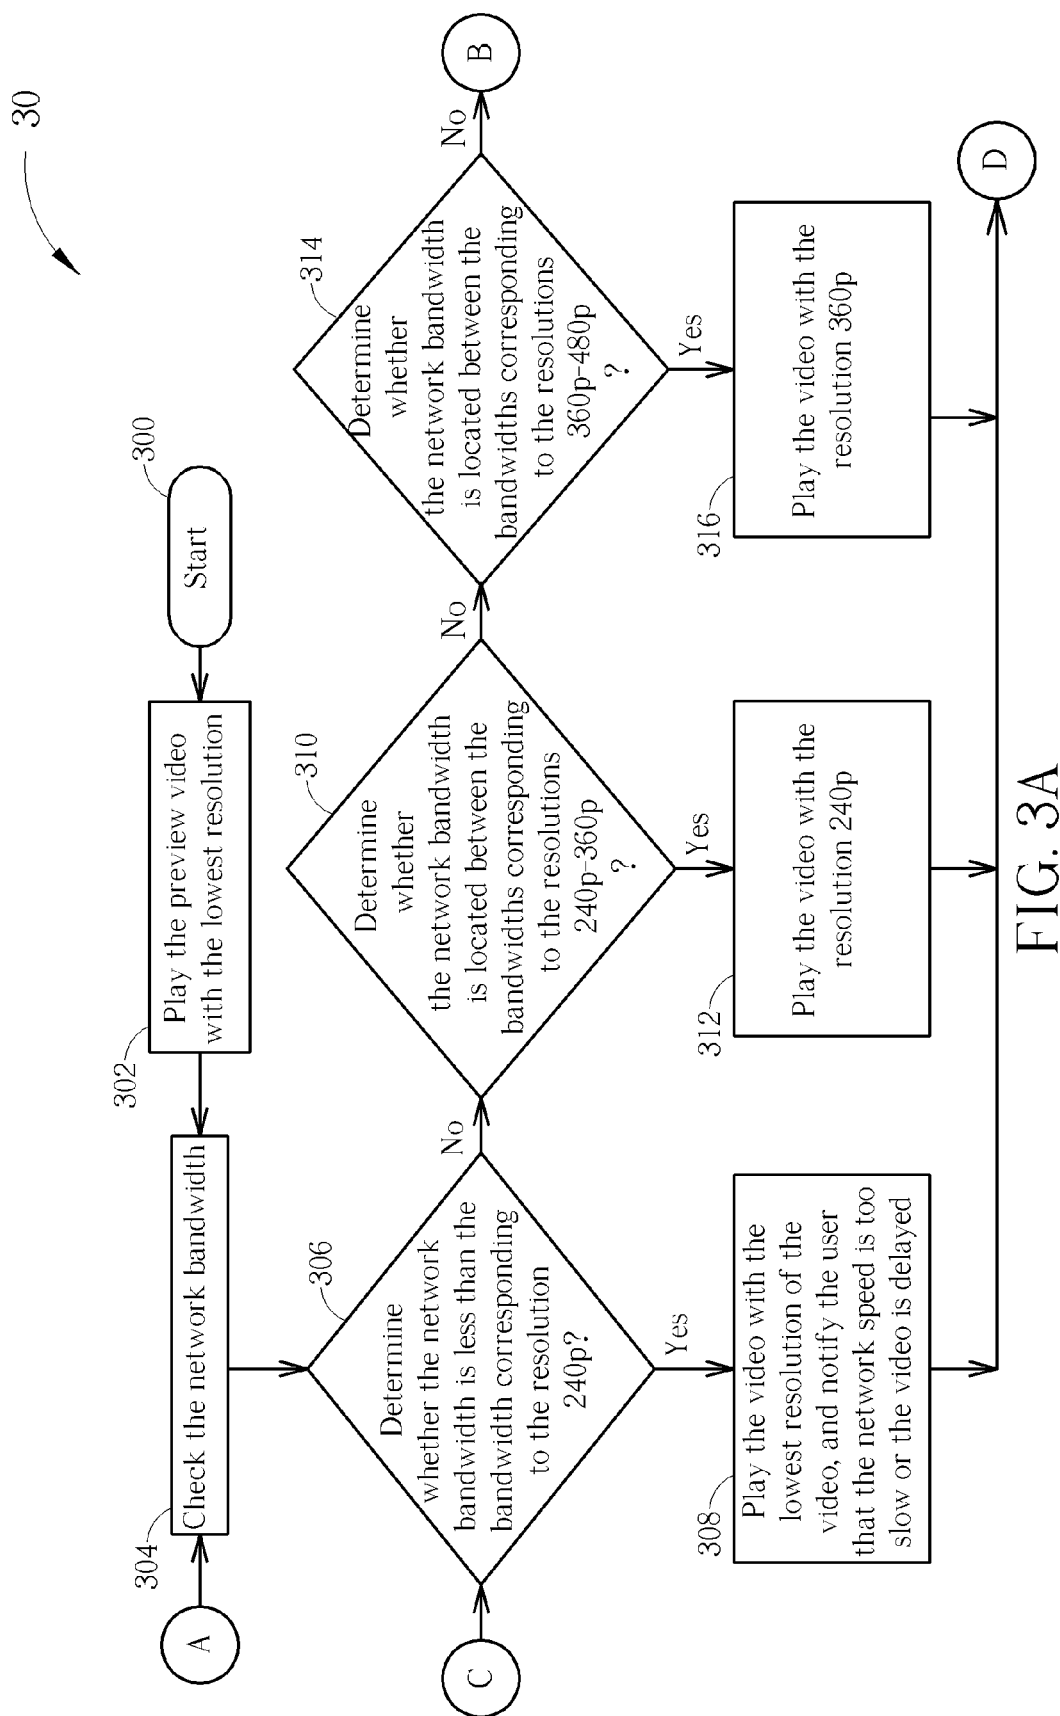 30
300
Start
302
Play the preview video
with the lowest resolution
304
Check the network bandwidth
A
C
306
Determine
whether the network
bandwidth is less than the
bandwidth corresponding
to the resolution
240p?
No
Yes
308
Play the video with the
lowest resolution of the
video, and notify the user
that the network speed is too
slow or the video is delayed
310
Determine
whether
the network bandwidth
is located between the
bandwidths corresponding
to the resolutions
240p-360p
?
No
Yes
312
Play the video with the
resolution 240p
314
Determine
whether
the network bandwidth
is located between the
bandwidths corresponding
to the resolutions
360p-480p
?
No
B
Yes
316
Play the video with the
resolution 360p
D
FIG. 3A